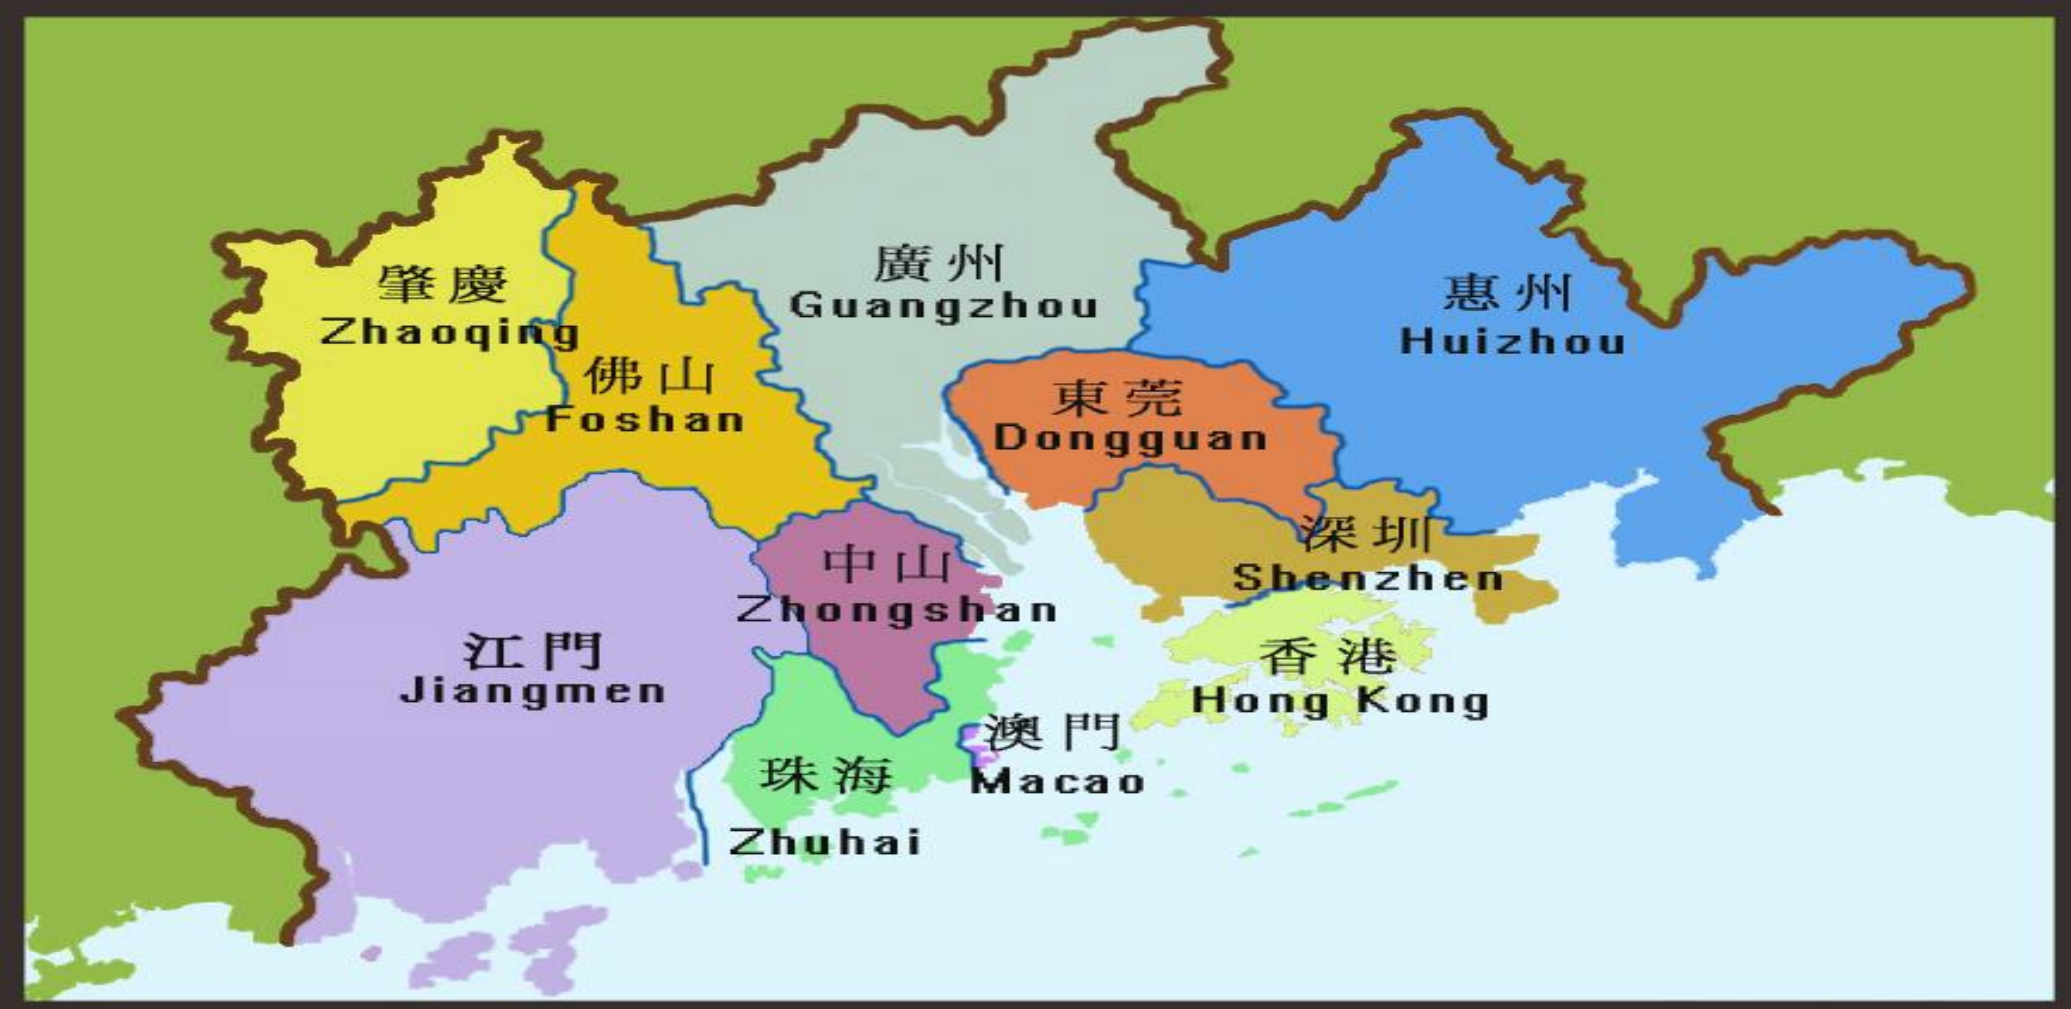 廣州
Guangzhou
肇慶
Zhaoqing
惠州
Huizhou
佛山
Foshan
東莞
Dongguan
深圳
Shenzhen
中山
Zhongshan
江門
Jiangmen
香港
Hong Kong
澳門
Macao
珠海
Zhuhai